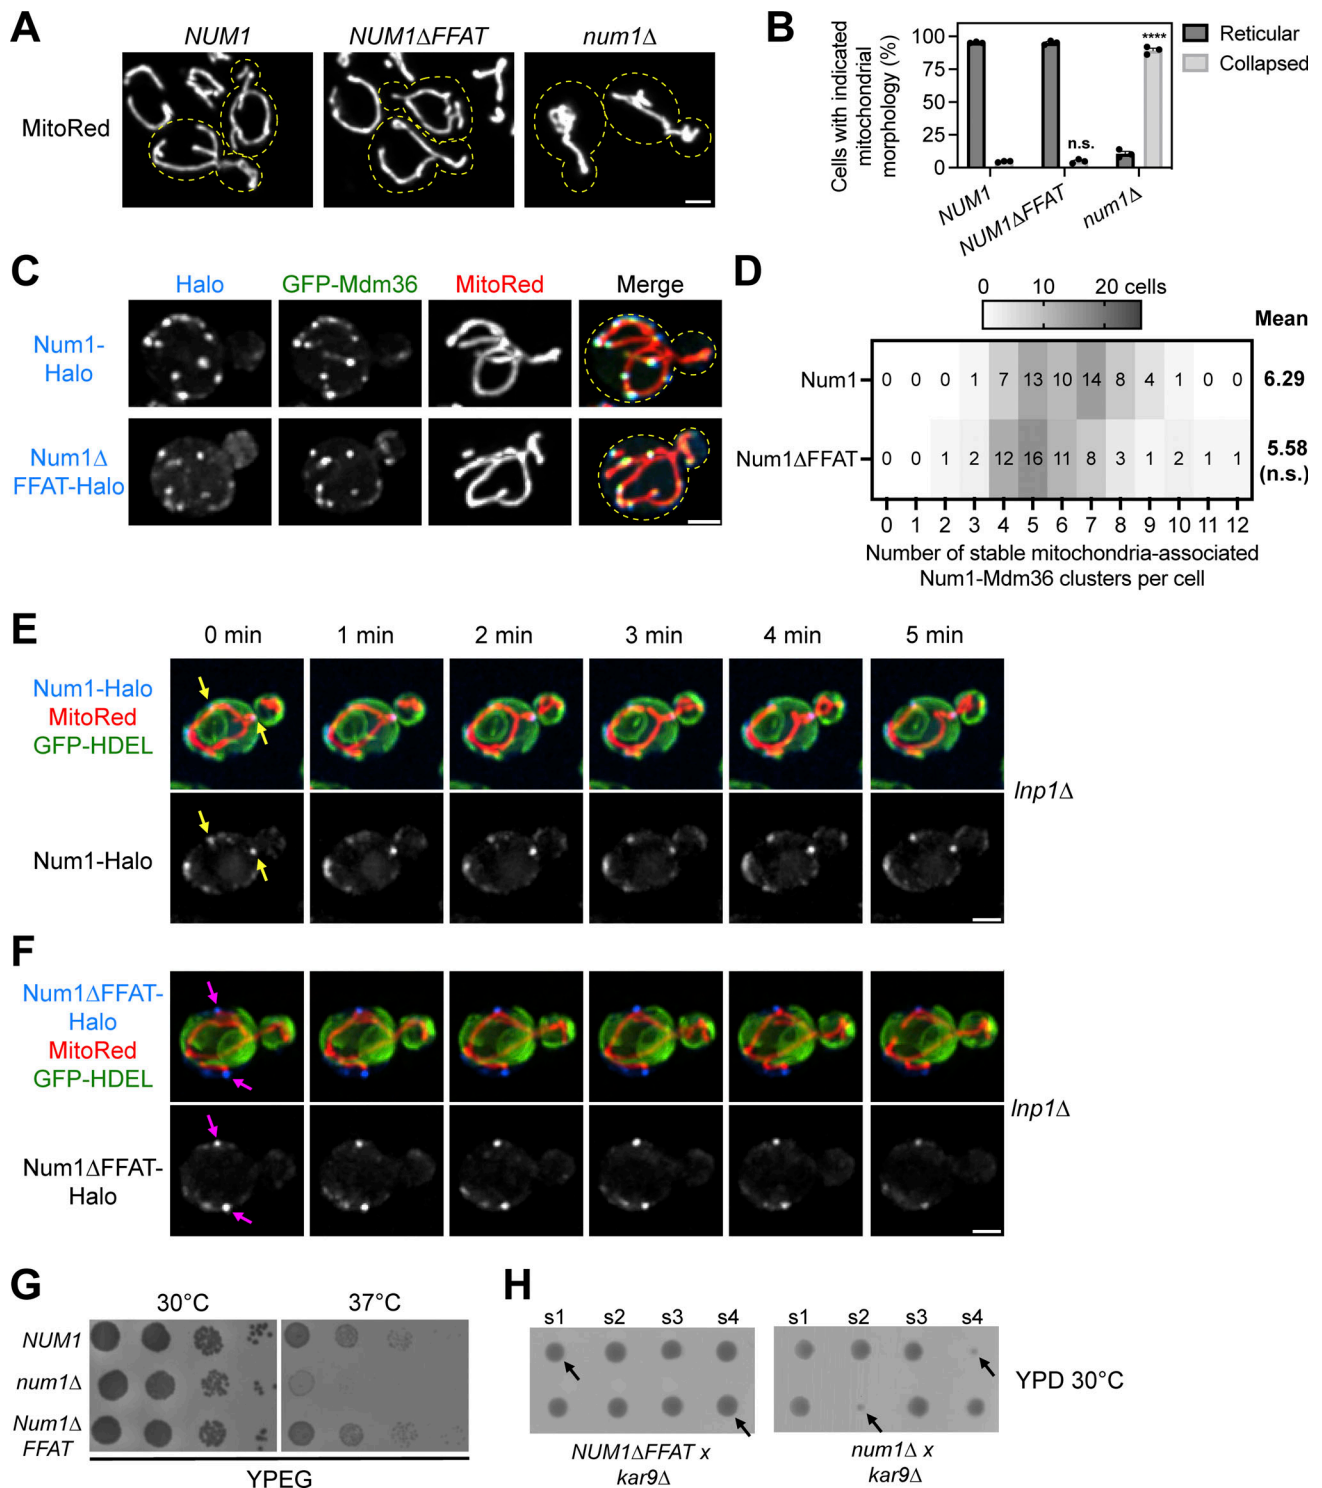 A
NUM1
NUM1ΔFFAT
num1Δ
MitoRed
B
Cells with indicated
mitochondrial
morphology (%)
100
75
50
25
0
n.s.
****
Reticular
Collapsed
NUM1
NUM1ΔFFAT
num1Δ
C
Halo
GFP-Mdm36
MitoRed
Merge
Num1-
Halo
Num1Δ
FFAT-Halo
D
0 10 20 cells
Mean
Num1 0 0 0 1 7 13 10 14 8 4 1 0 0 6.29
Num1ΔFFAT 0 0 1 2 12 16 11 8 3 1 2 1 1 5.58
(n.s.)
0 1 2 3 4 5 6 7 8 9 10 11 12
Number of stable mitochondria-associated
Num1-Mdm36 clusters per cell
E
0 min 1 min 2 min 3 min 4 min 5 min
Num1-Halo
MitoRed
GFP-HDEL
lnp1Δ
Num1-Halo
F
Num1ΔFFAT-
Halo
MitoRed
GFP-HDEL
lnp1Δ
Num1ΔFFAT-
Halo
G
30°C
37°C
NUM1
num1Δ
Num1Δ
FFAT
YPEG
H
s1 s2 s3 s4
s1 s2 s3 s4
YPD 30°C
NUM1ΔFFAT x
kar9Δ
num1Δ x
kar9Δ